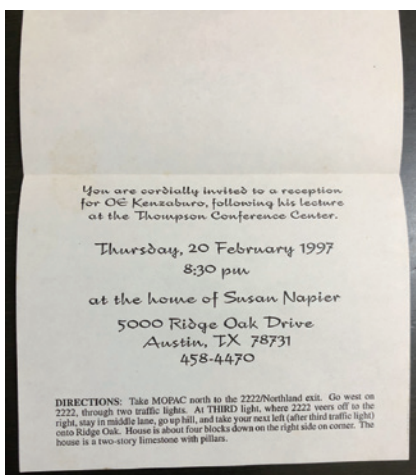 You are cordially invited to a reception
for OE Kenzaburo, following his lecture
at the Thompson Conference Center.
Thursday, 20 February 1997
8:30 pm
at the home of Susan Napier
5000 Ridge Oak Drive
Austin, TX 78731
458-4470
DIRECTIONS: Take MOPAC north to the 2222/Northland exit. Go west on
2222, through two traffic lights. At THIRD light, where 2222 veers off to the
right, stay in middle lane, go up hill, and take your next left (after third traffic light)
onto Ridge Oak. House is about four blocks down on the right side on corner. The
house is a two-story limestone with pillars.